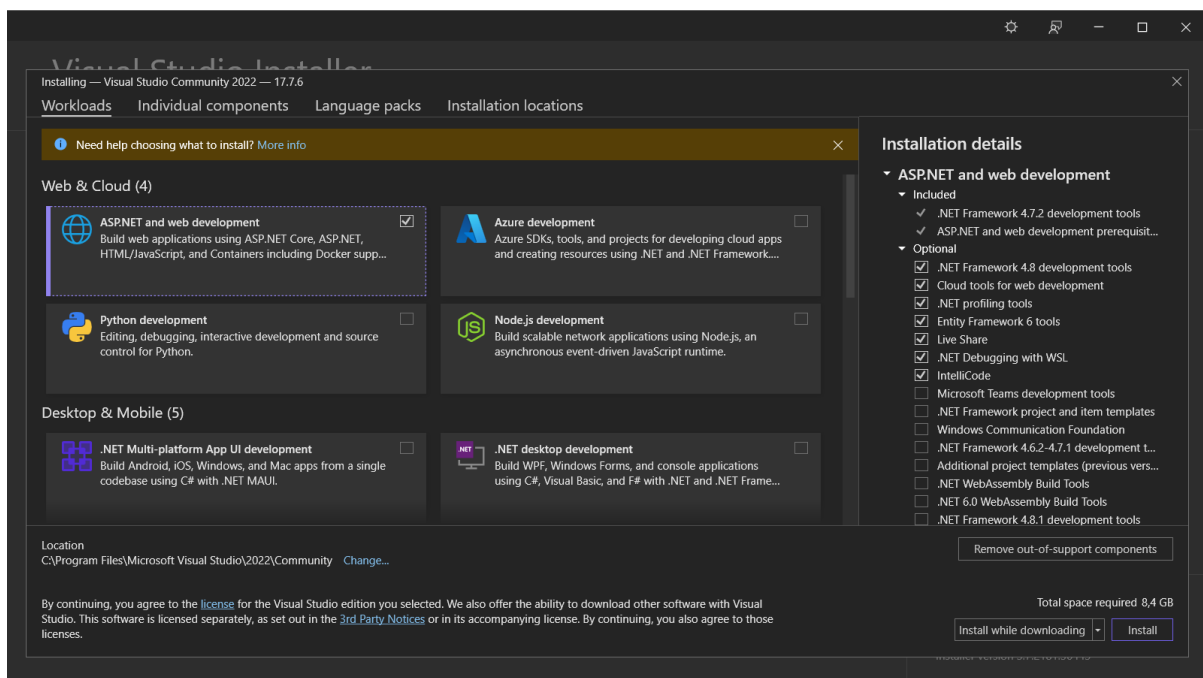 Visual Studio Installer
Installing — Visual Studio Community 2022 — 17.7.6
Workloads
Individual components
Language packs
Installation locations
Need help choosing what to install? More info
Web & Cloud (4)
ASP.NET and web development
Build web applications using ASP.NET Core, ASP.NET,
HTML/JavaScript, and Containers including Docker supp...
Azure development
Azure SDKs, tools, and projects for developing cloud apps
and creating resources using .NET and .NET Framework....
Python development
Editing, debugging, interactive development and source
control for Python.
Node.js development
Build scalable network applications using Node.js, an
asynchronous event-driven JavaScript runtime.
Desktop & Mobile (5)
.NET Multi-platform App UI development
Build Android, iOS, Windows, and Mac apps from a single
codebase using C# with .NET MAUI.
.NET desktop development
Build WPF, Windows Forms, and console applications
using C#, Visual Basic, and F# with .NET and .NET Frame...
Installation details
ASP.NET and web development
Included
.NET Framework 4.7.2 development tools
ASP.NET and web development prerequisit...
Optional
.NET Framework 4.8 development tools
Cloud tools for web development
.NET profiling tools
Entity Framework 6 tools
Live Share
.NET Debugging with WSL
IntelliCode
Microsoft Teams development tools
.NET Framework project and item templates
Windows Communication Foundation
.NET Framework 4.6.2-4.7.1 development t...
Additional project templates (previous vers...
.NET WebAssembly Build Tools
.NET 6.0 WebAssembly Build Tools
.NET Framework 4.8.1 development tools
Location
C:\Program Files\Microsoft Visual Studio\2022\Community Change...
Remove out-of-support components
By continuing, you agree to the license for the Visual Studio edition you selected. We also offer the ability to download other software with Visual
Studio. This software is licensed separately, as set out in the 3rd Party Notices or in its accompanying license. By continuing, you also agree to those
licenses.
Total space required 8,4 GB
Install while downloading
Install